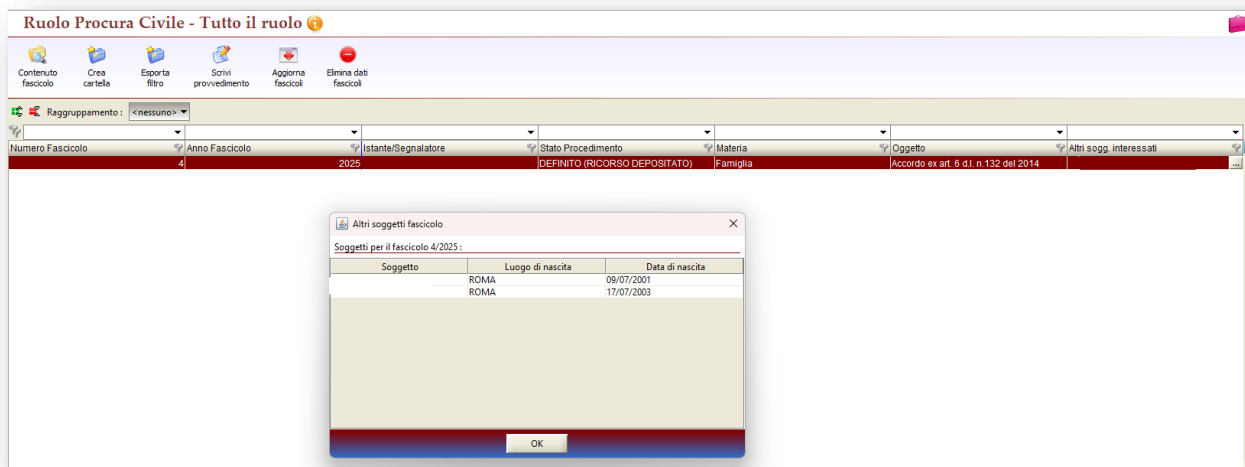 Ruolo Procura Civile - Tutto il ruolo
Contenuto fascicolo
Crea cartella
Esporta filtro
Scrivi provvedimento
Aggiorna fascicoli
Elimina dati fascicoli
Raggruppamento : <nessuno>
Numero Fascicolo Anno Fascicolo Istante/Segnalatore Stato Procedimento Materia Oggetto Altri sogg. interessati
4 2025 DEFINITO (RICORSO DEPOSITATO) Famiglia Accordo ex art. 6 d.l. n.132 del 2014 ...
Altri soggetti fascicolo
Soggetti per il fascicolo 4/2025 :
Soggetto Luogo di nascita Data di nascita
ROMA 09/07/2001
ROMA 17/07/2003
OK